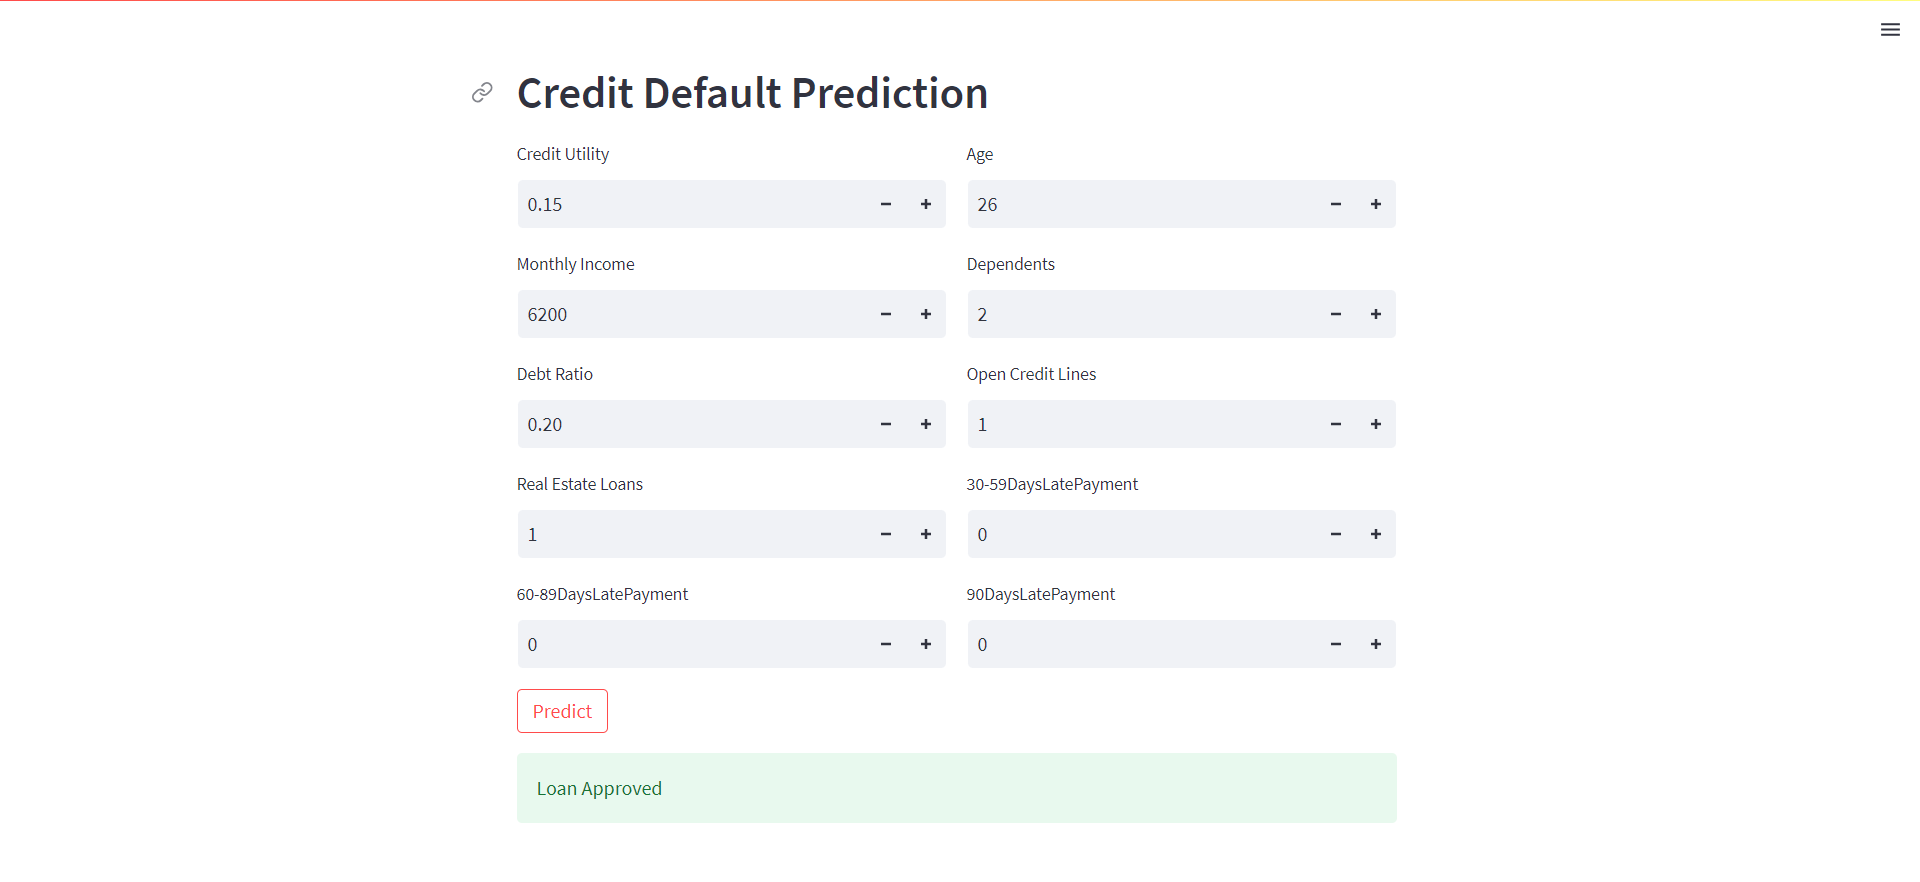 Credit Default Prediction
Credit Utility
Age
0.15
26
Monthly Income
Dependents
6200
2
Debt Ratio
Open Credit Lines
0.20
1
Real Estate Loans
30-59DaysLatePayment
1
0
60-89DaysLatePayment
90DaysLatePayment
0
0
Predict
Loan Approved